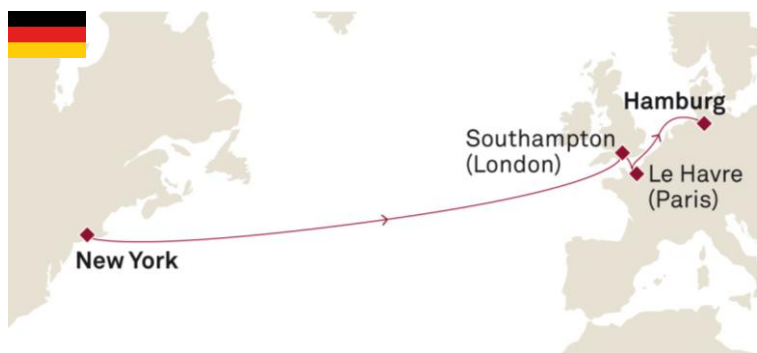 Hamburg
Southampton
(London)
Le Havre
(Paris)
New York